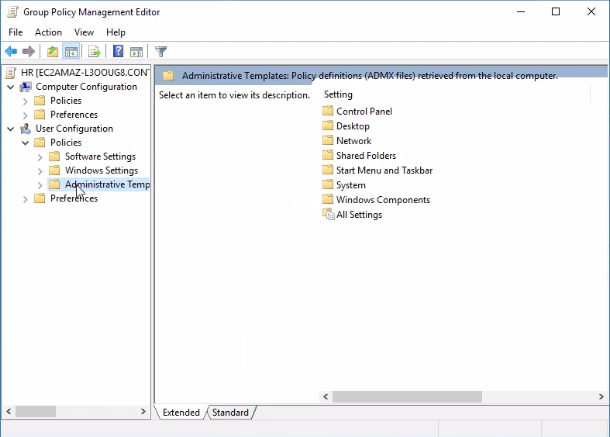 Group Policy Management Editor
File Action View Help
HR [EC2AMAZ-L3OOUG8.CONT
Computer Configuration
Policies
Preferences
User Configuration
Policies
Software Settings
Windows Settings
Administrative Temp
Preferences
Administrative Templates: Policy definitions (ADMX files) retrieved from the local computer.
Select an item to view its description.
Setting
Control Panel
Desktop
Network
Shared Folders
Start Menu and Taskbar
System
Windows Components
All Settings
Extended Standard